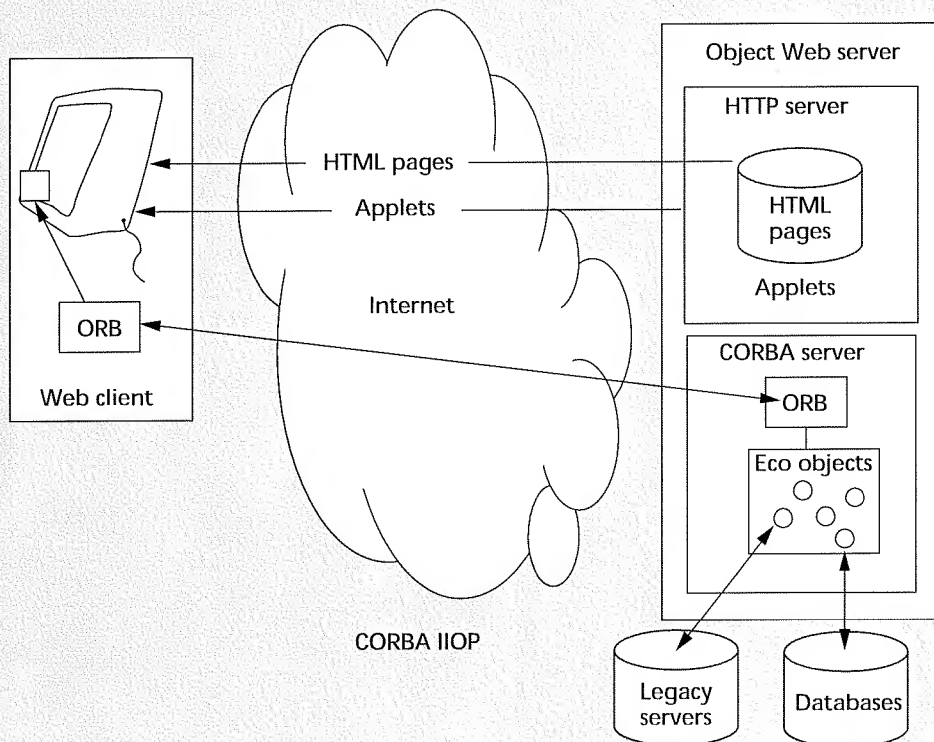 Object Web server
HTTP server
HTML pages
Applets
HTML
pages
Applets
Internet
ORB
Web client
CORBA server
ORB
Eco objects
CORBA IIOP
Legacy
servers
Databases